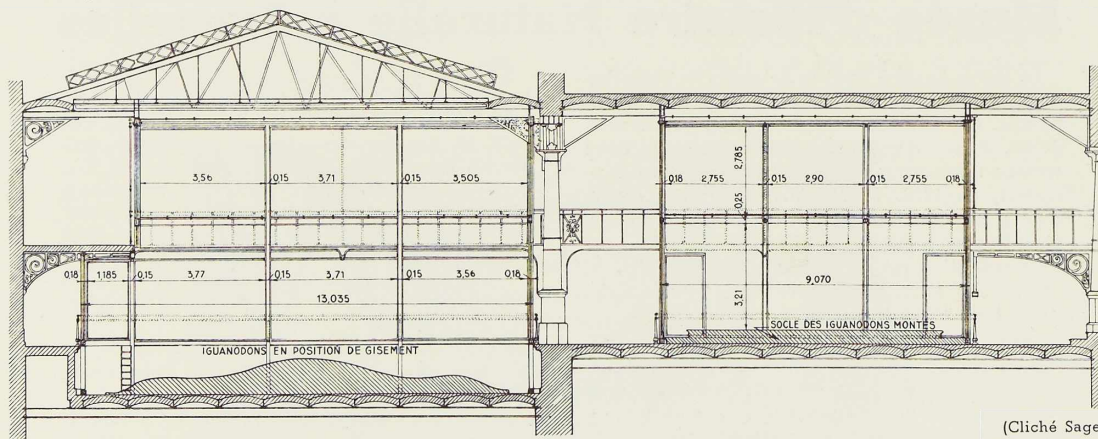 3,56 0,15 3,71 0,15 3,505
0,18 1,185 0,15 3,77 0,15 3,71 0,15 3,56 0,18
13,035
IGUANODONS EN POSITION DE GISEMENT
2,785
0,18 2,755 0,15 2,90 0,15 2,755 0,18
0,25
9,070
3,21
SOCLE DES IGUANODONS MONTÉS
(Cliché Sage